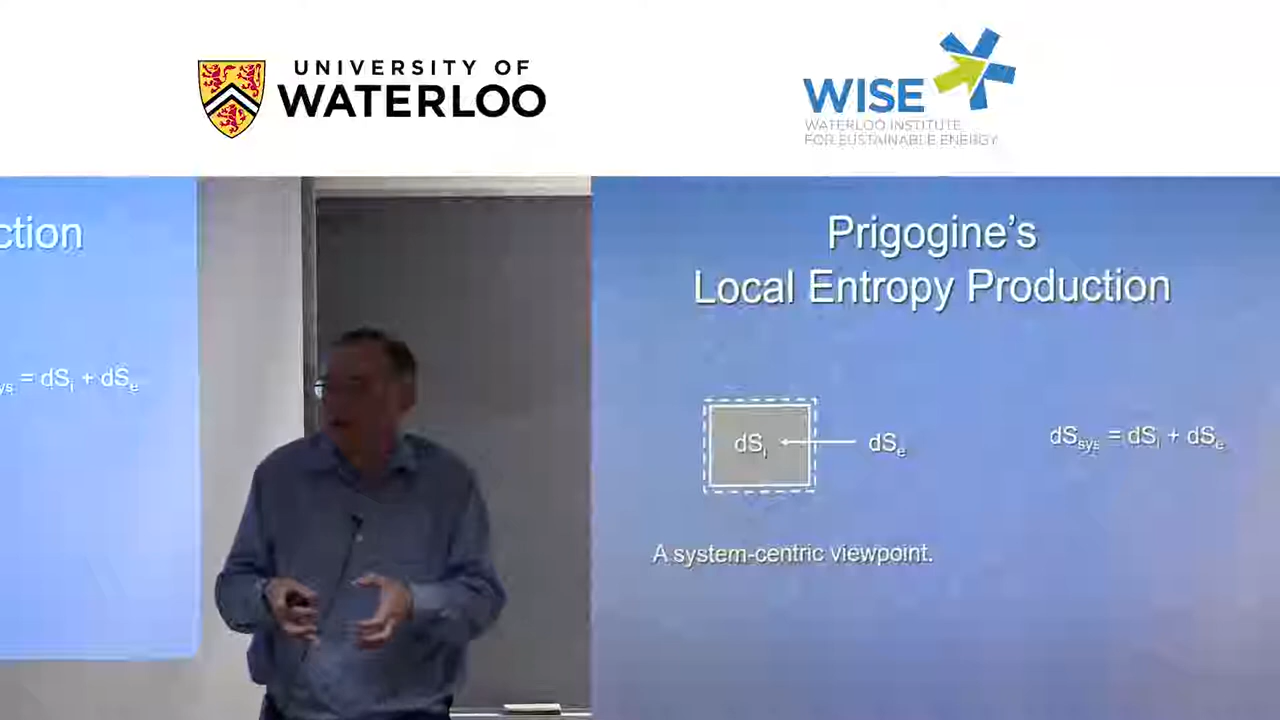 UNIVERSITY OF
WATERLOO
WISE
WATERLOO INSTITUTE
FOR SUSTAINABLE ENERGY
ction
ys = dSi + dSe
Prigogine's
Local Entropy Production
dSi
dSe
dSsys = dSi + dSe
A system-centric viewpoint.